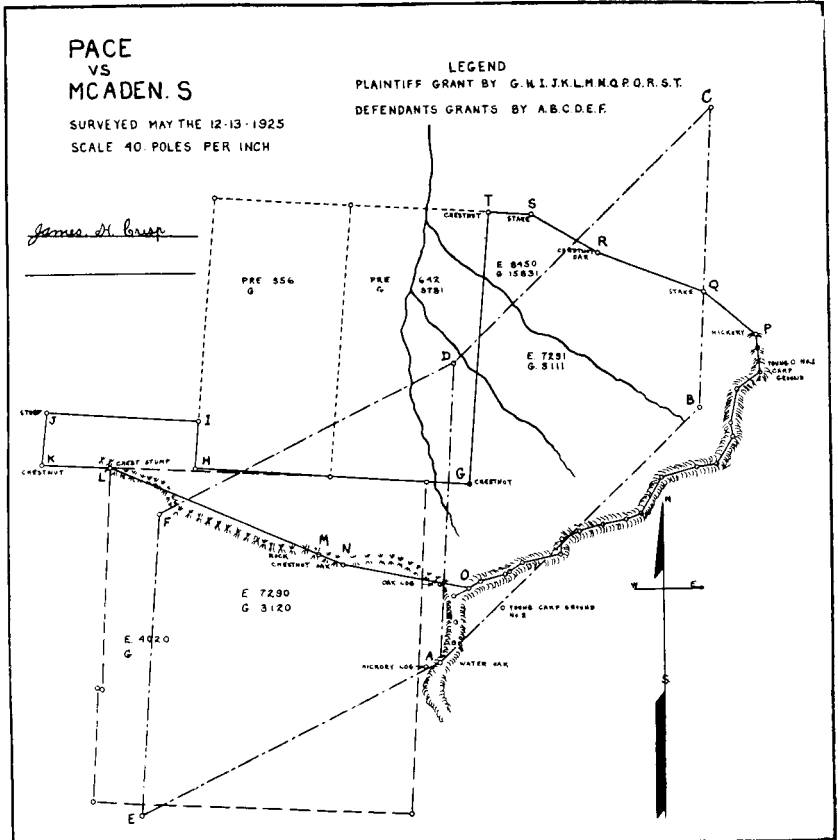 PACE
VS
MCADEN. S
SURVEYED MAY THE 12-13-1925
SCALE 40. POLES PER INCH
James. H. Crisp
LEGEND
PLAINTIFF GRANT BY G.H.I.J.K.L.M.N.O.P.Q.R.S.T.
DEFENDANTS GRANTS BY A.B.C.D.E.F.
C
T
S
CHESTNUT
STAKE
R
CHESTNUT
OAK
E 8450
G 15831
Q
STAKE
PRE 956
G
PRE 642
G 3781
HICKORY
P
E. 7291
G. 3111
YOUNG O NO.1
CAMP
GROUND
D
B
STUMP
J
I
K
CHESTNUT
CHEST STUMP
L
H
G
CHESTNUT
F
M
N
ROCK
CHESTNUT OAK
N
O
OAK LOG
W
E
E 7290
G 3120
O YOUNG CAMP GROUND
NO 2
E. 4020
G
A
HICKORY LOG
WATER OAK
S
E